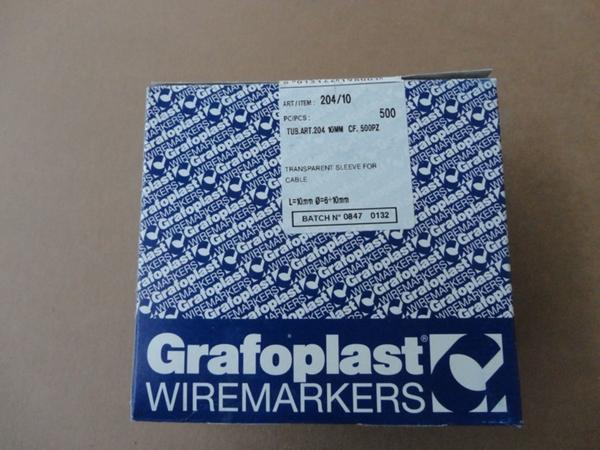 ART/ITEM: 204/10
PC/PCS: 500
TUB.ART.204 10MM CF. 500PZ
TRANSPARENT SLEEVE FOR
CABLE
L=10mm Ø=6÷10mm
BATCH N° 0847 0132
Grafoplast®
WIREMARKERS